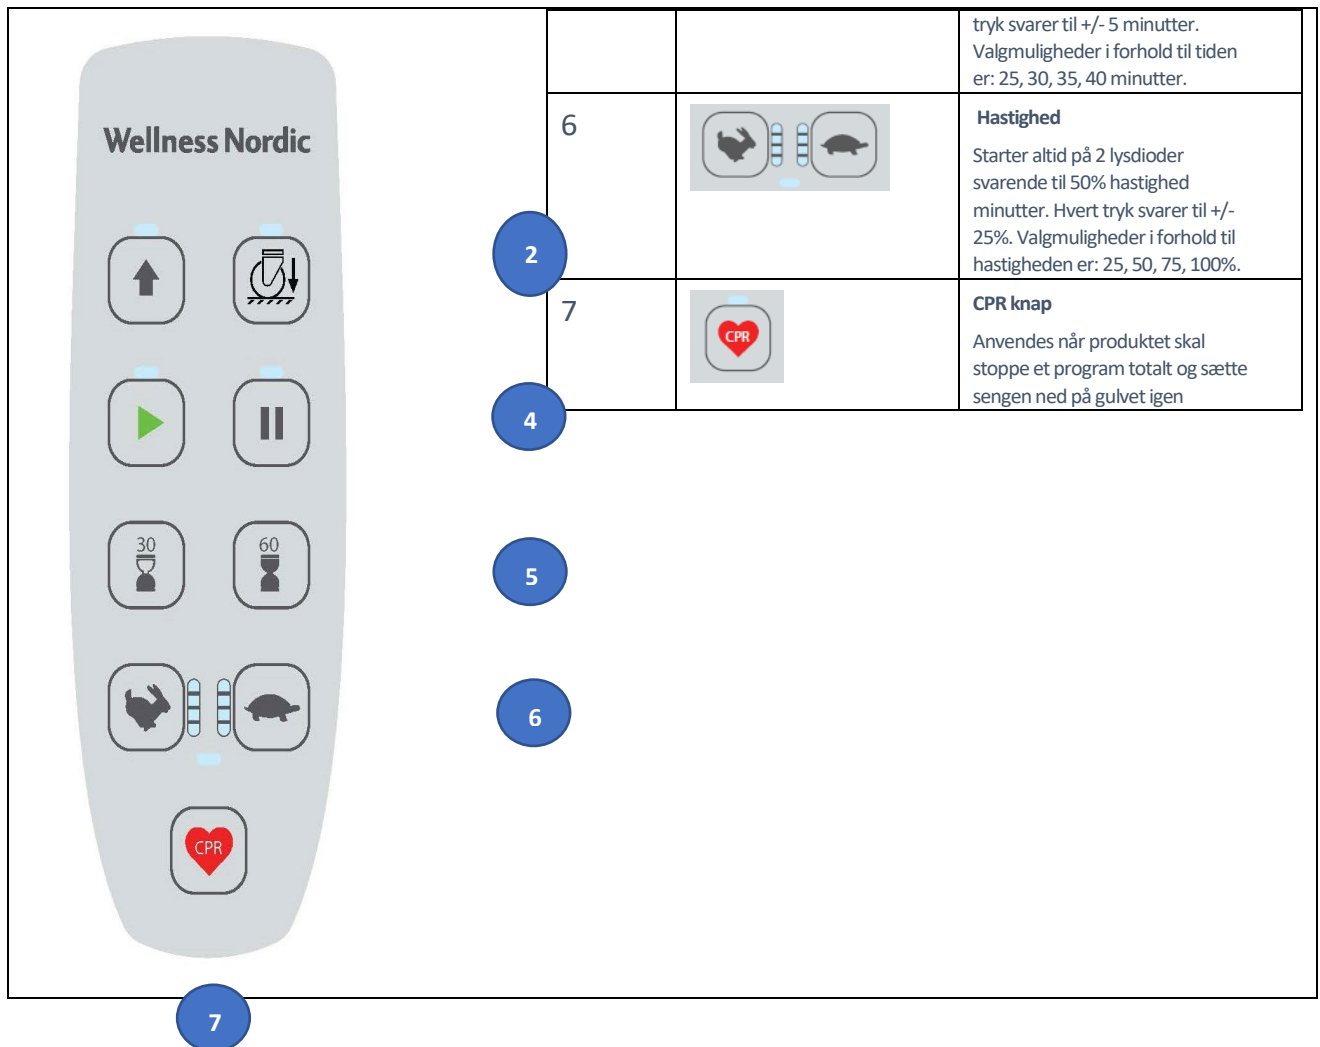 Wellness Nordic
30
60
CPR
2
4
5
6
7
tryk svarer til +/- 5 minutter.
Valgmuligheder i forhold til tiden
er: 25, 30, 35, 40 minutter.
6
Hastighed
Starter altid på 2 lysdioder
svarende til 50% hastighed
minutter. Hvert tryk svarer til +/-
25%. Valgmuligheder i forhold til
hastigheden er: 25, 50, 75, 100%.
7
CPR
CPR knap
Anvendes når produktet skal
stoppe et program totalt og sætte
sengen ned på gulvet igen